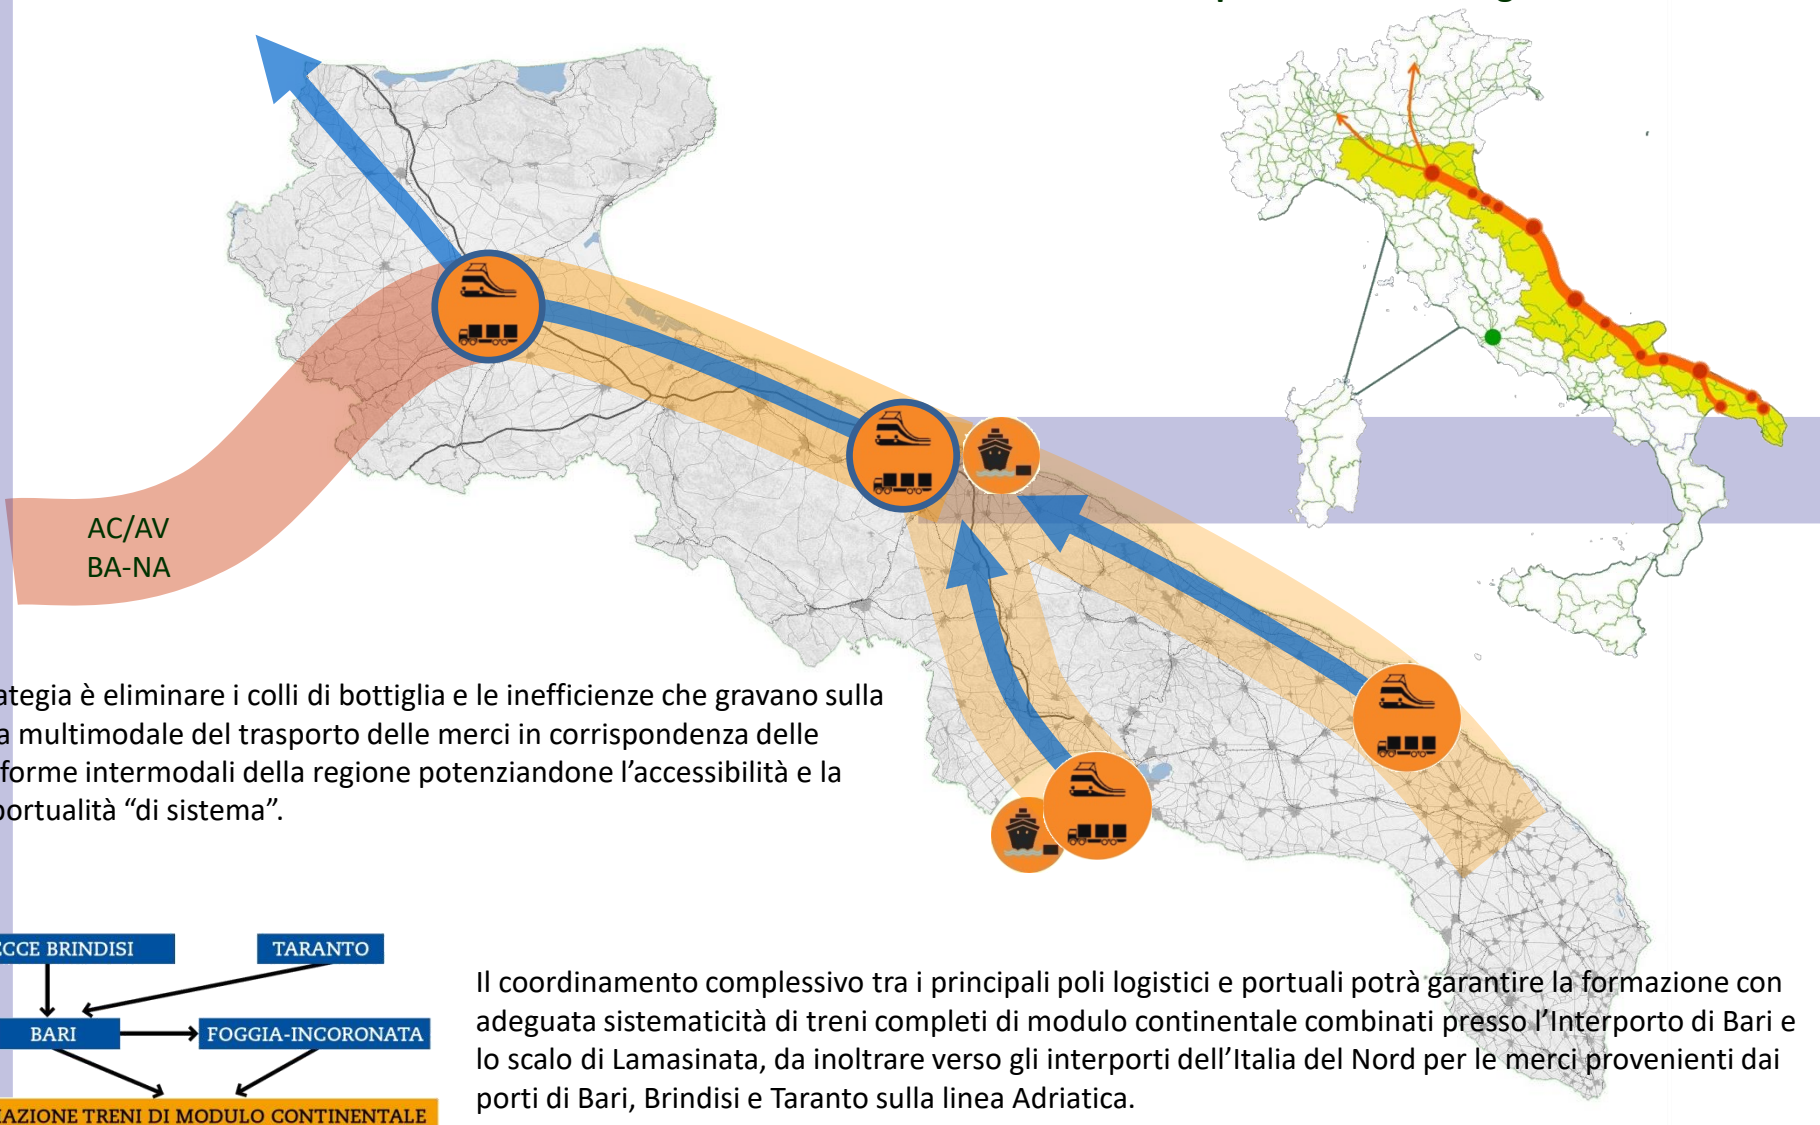 AC/AV
BA-NA
ategia è eliminare i colli di bottiglia e le inefficienze che gravano sulla
a multimodale del trasporto delle merci in corrispondenza delle
forme intermodali della regione potenziandone l’accessibilità e la
portualità “di sistema”.
ECCE BRINDISI
TARANTO
BARI
FOGGIA-INCORONATA
AZIONE TRENI DI MODULO CONTINENTALE
Il coordinamento complessivo tra i principali poli logistici e portuali potrà garantire la formazione con
adeguata sistematicità di treni completi di modulo continentale combinati presso l’Interporto di Bari e
lo scalo di Lamasinata, da inoltrare verso gli interporti dell’Italia del Nord per le merci provenienti dai
porti di Bari, Brindisi e Taranto sulla linea Adriatica.